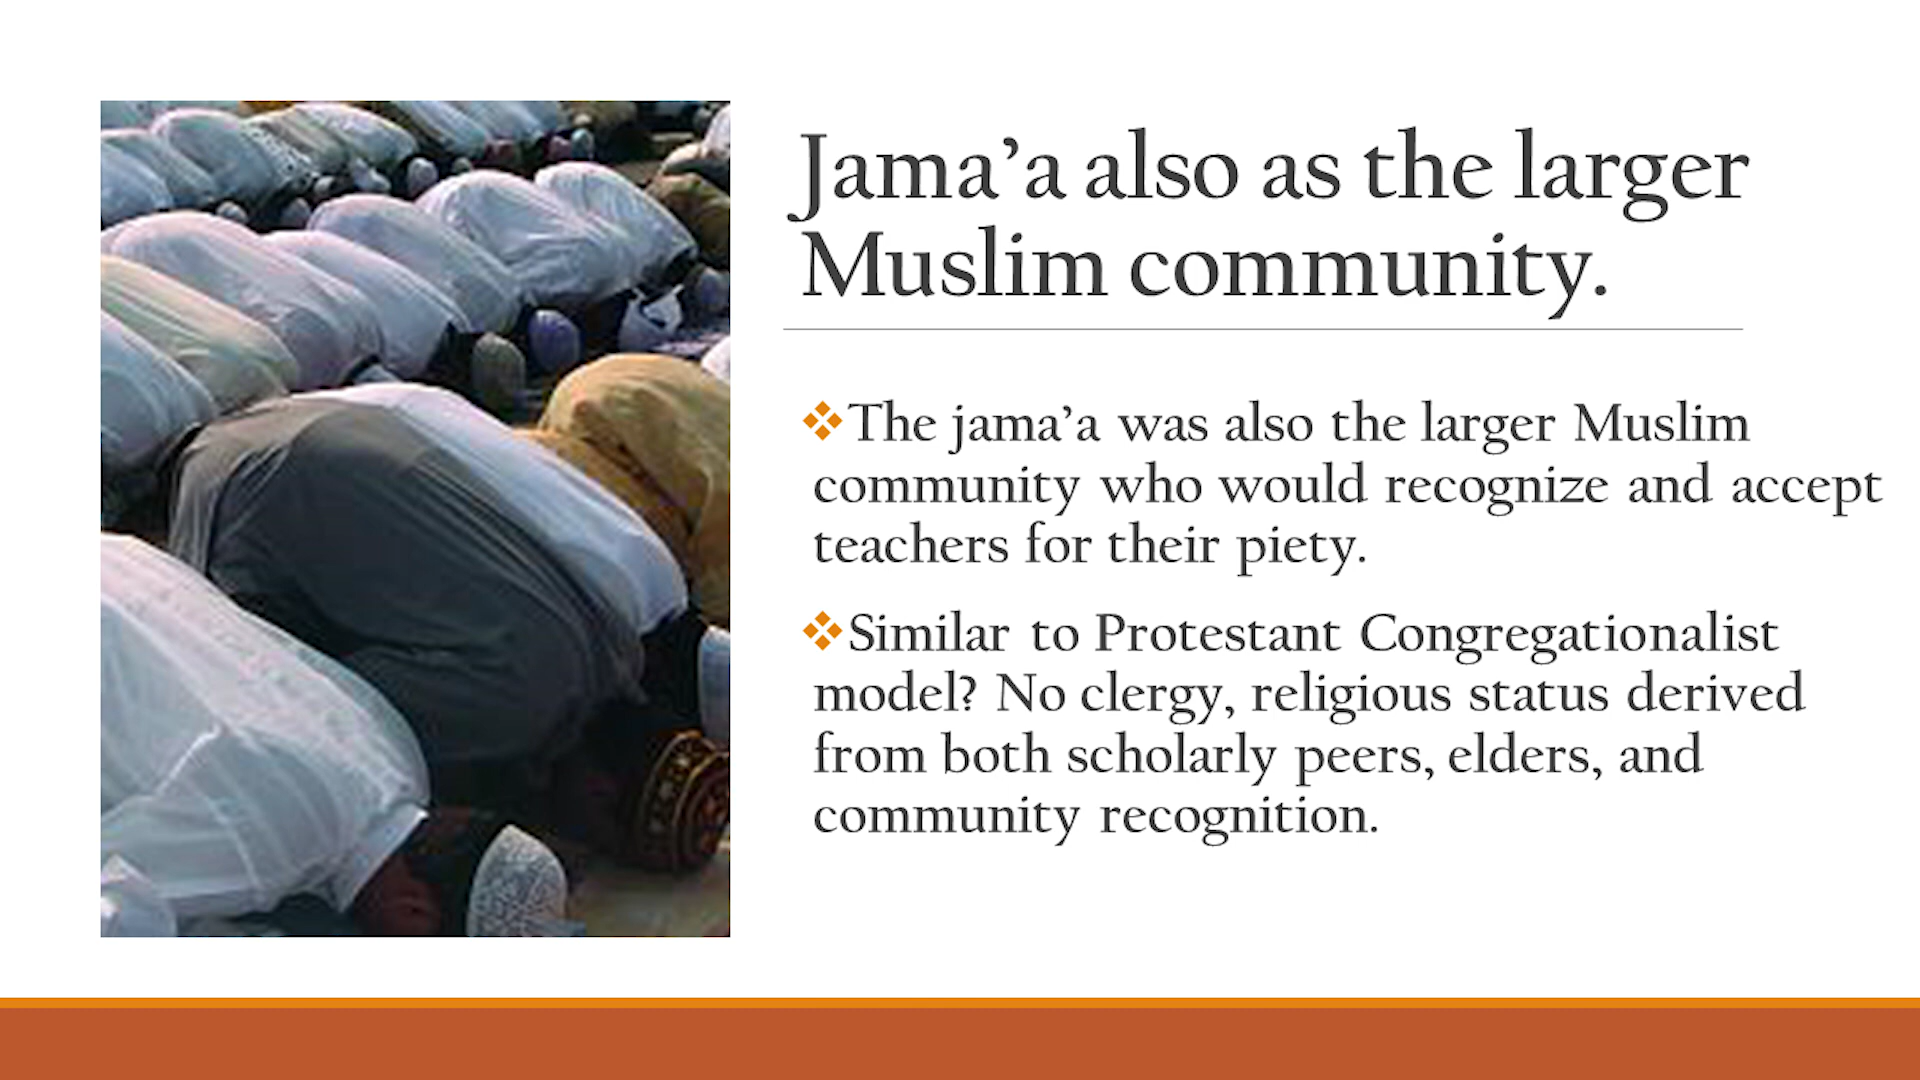 Jama’a also as the larger
Muslim community.
❖The jama’a was also the larger Muslim
community who would recognize and accept
teachers for their piety.
❖Similar to Protestant Congregationalist
model? No clergy, religious status derived
from both scholarly peers, elders, and
community recognition.